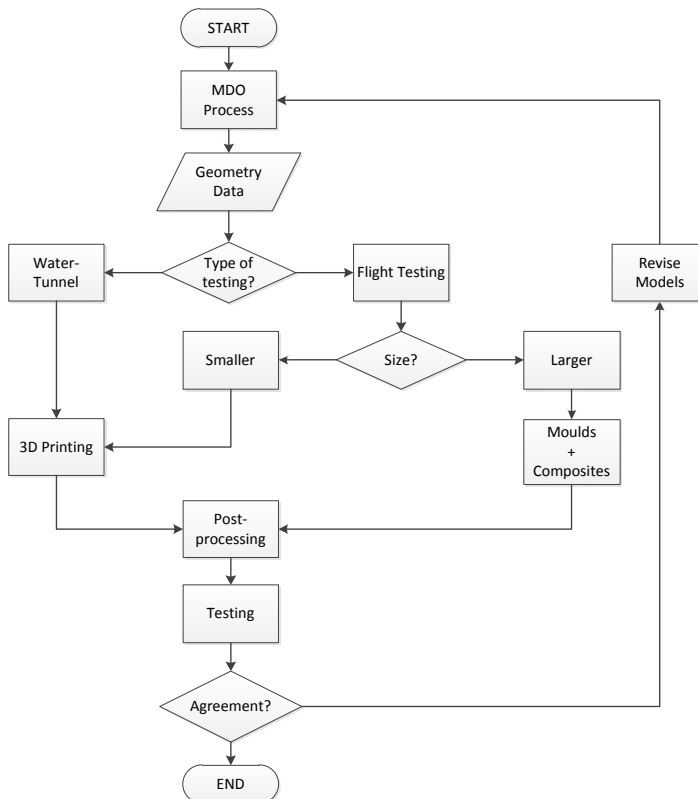 START
MDO
Process
Geometry
Data
Water-
Tunnel
Type of
testing?
Flight Testing
Revise
Models
Smaller
Size?
Larger
3D Printing
Moulds
+
Composites
Post-
processing
Testing
Agreement?
END